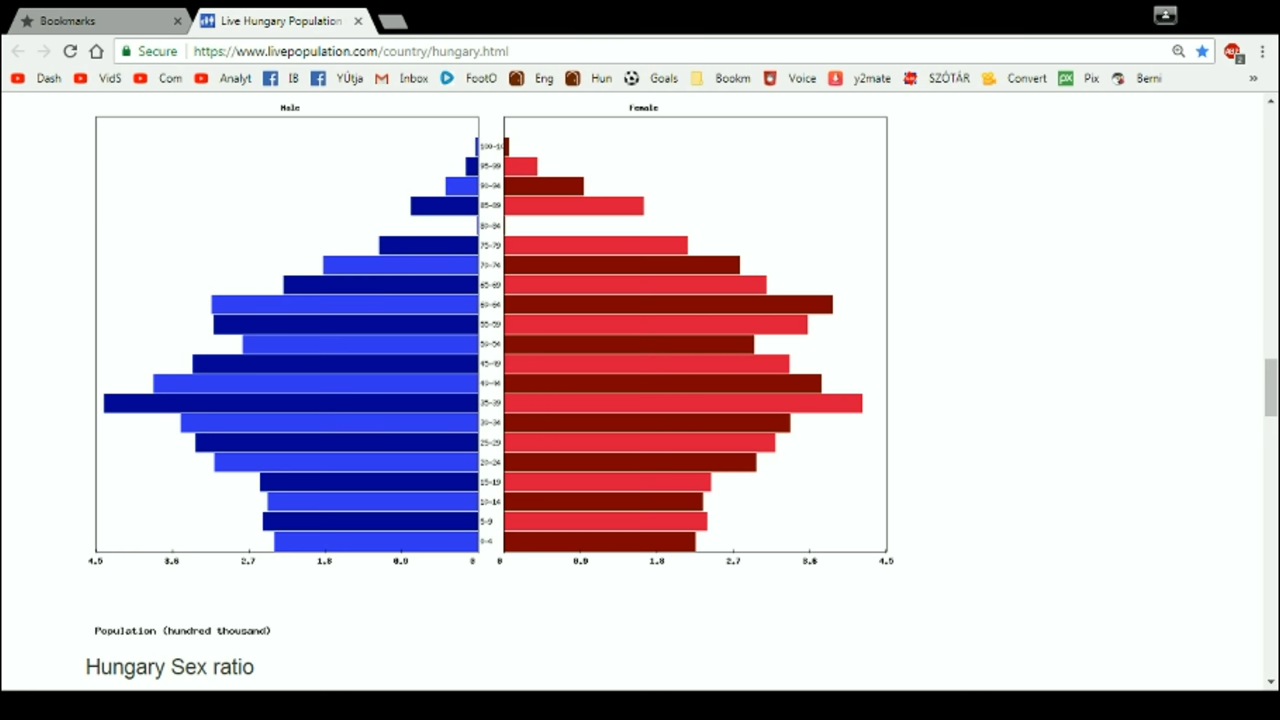 Bookmarks Live Hungary Population
Secure https://www.livepopulation.com/country/hungary.html
Dash VidS Com Analyt IB YÚtja Inbox FootO Eng Hun Goals Bookm Voice y2mate SZÓTÁR Convert Pix Berni »
Male Female
95-99
90-94
85-89
80-84
75-79
70-74
65-69
60-64
55-59
50-54
45-49
40-44
35-39
30-34
25-29
20-24
15-19
10-14
5-9
0-4
4.5 3.6 2.7 1.8 0.9 0 0 0.9 1.8 2.7 3.6 4.5
Population (hundred thousand)
Hungary Sex ratio